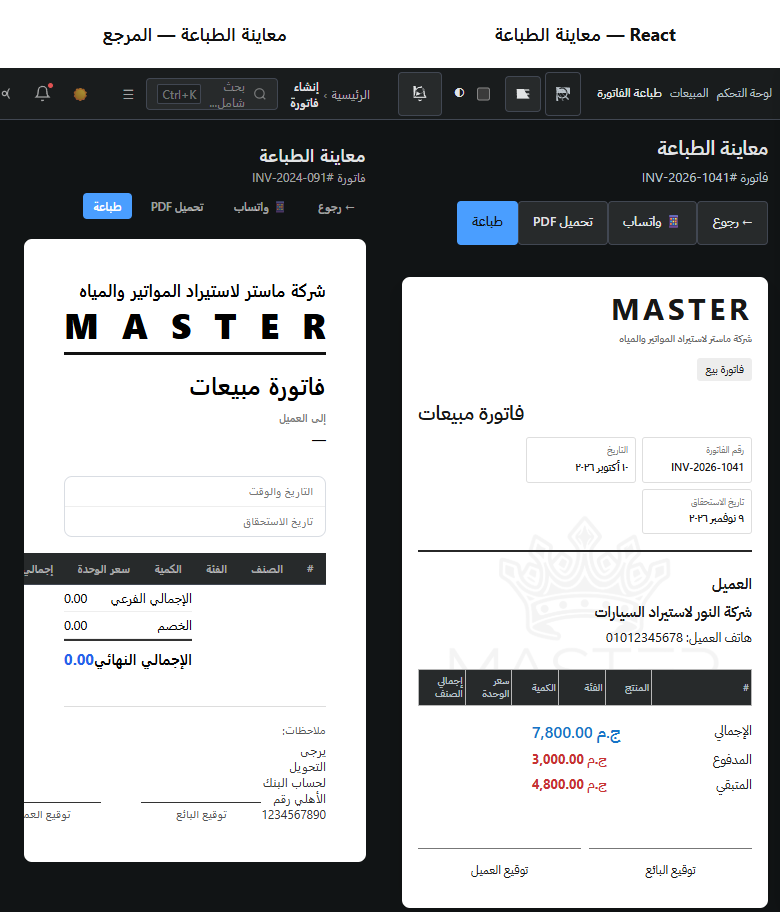 React — معاينة الطباعة
معاينة الطباعة — المرجع
لوحة التحكم المبيعات طباعة الفاتورة
الرئيسية › إنشاء فاتورة
بحث شامل... Ctrl+K
معاينة الطباعة
فاتورة #INV-2026-1041
← رجوع
واتساب
تحميل PDF
طباعة
MASTER
شركة ماستر لاستيراد المواتير والمياه
فاتورة بيع
فاتورة مبيعات
رقم الفاتورة
INV-2026-1041
التاريخ
١٠ أكتوبر ٢٠٢٦
تاريخ الاستحقاق
٩ نوفمبر ٢٠٢٦
العميل
شركة النور لاستيراد السيارات
هاتف العميل: 01012345678
MASTER
# المنتج الفئة الكمية سعر الوحدة إجمالي الصنف
الإجمالي 7,800.00 ج.م
المدفوع 3,000.00 ج.م
المتبقي 4,800.00 ج.م
توقيع البائع
توقيع العميل
معاينة الطباعة
فاتورة #INV-2024-091
← رجوع
واتساب
تحميل PDF
طباعة
شركة ماستر لاستيراد المواتير والمياه
MASTER
فاتورة مبيعات
إلى العميل
—
التاريخ والوقت
تاريخ الاستحقاق
# الصنف الفئة الكمية سعر الوحدة إجمالي
الإجمالي الفرعي 0.00
الخصم 0.00
الإجمالي النهائي 0.00
ملاحظات:
يرجى
التحويل
لحساب البنك
الأهلي رقم
1234567890
توقيع البائع
توقيع العم